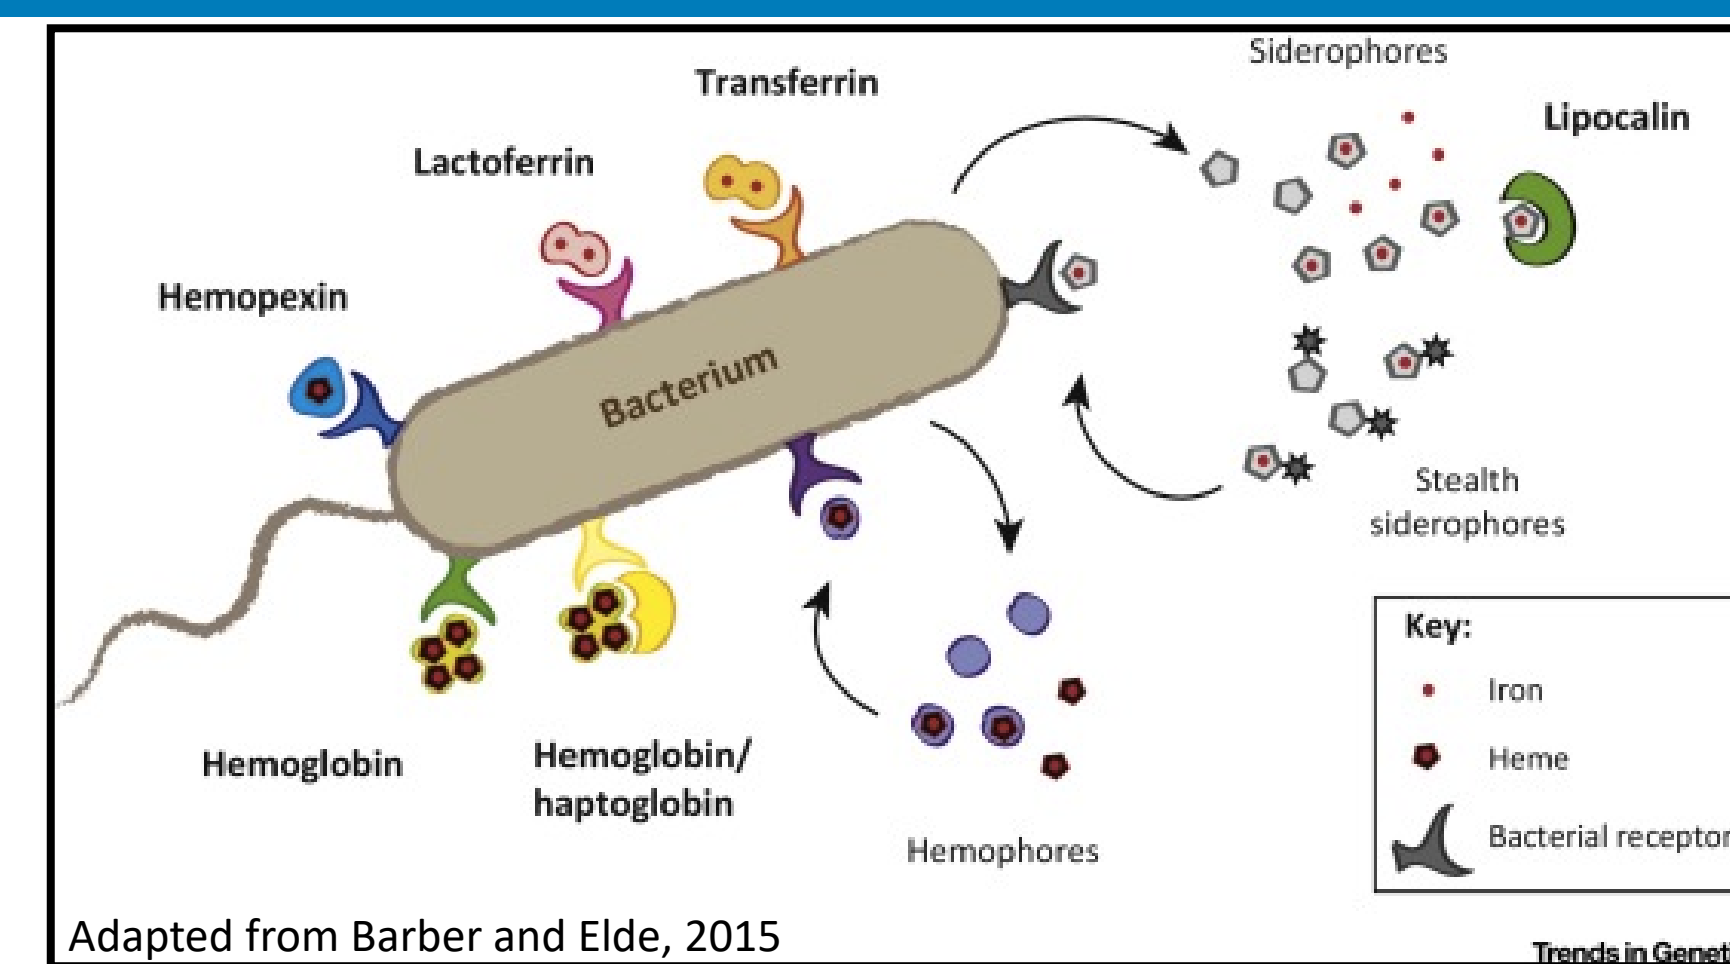 Siderophores
Transferrin
Lipocalin
Lactoferrin
Hemopexin
Bacterium
Stealth
siderophores
Key:
Iron
Heme
Bacterial receptor
Hemoglobin
Hemoglobin/
haptoglobin
Hemophores
Adapted from Barber and Elde, 2015
Trends in Geneti